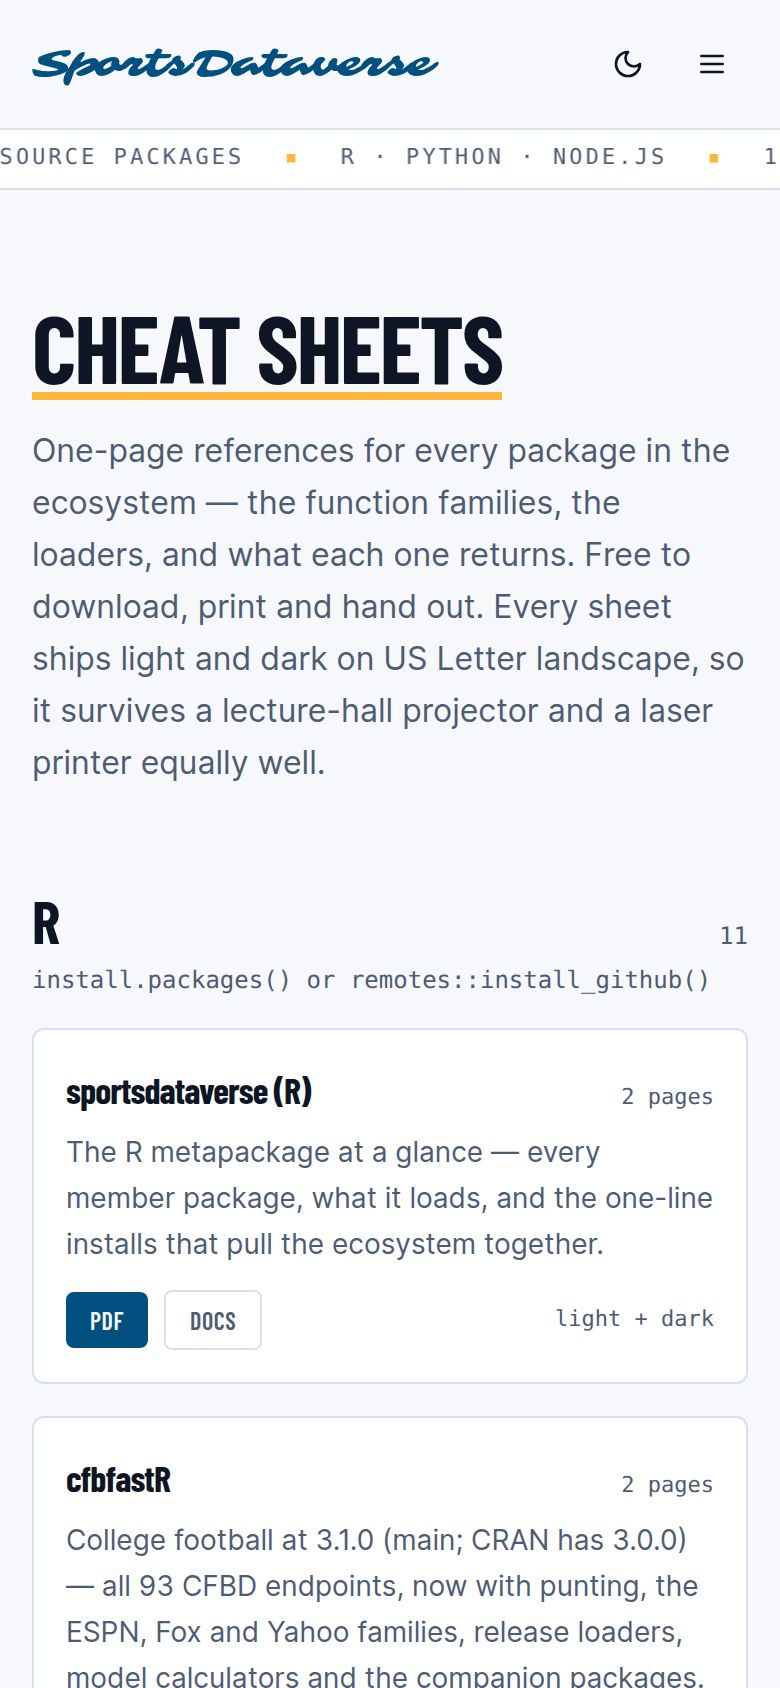 SportsDataverse
SOURCE PACKAGES ▪ R · PYTHON · NODE.JS ▪ 1
CHEAT SHEETS
One-page references for every package in the
ecosystem — the function families, the
loaders, and what each one returns. Free to
download, print and hand out. Every sheet
ships light and dark on US Letter landscape, so
it survives a lecture-hall projector and a laser
printer equally well.
R 11
install.packages() or remotes::install_github()
sportsdataverse (R) 2 pages
The R metapackage at a glance — every
member package, what it loads, and the one-line
installs that pull the ecosystem together.
PDF DOCS light + dark
cfbfastR 2 pages
College football at 3.1.0 (main; CRAN has 3.0.0)
— all 93 CFBD endpoints, now with punting, the
ESPN, Fox and Yahoo families, release loaders,
model calculators and the companion packages.